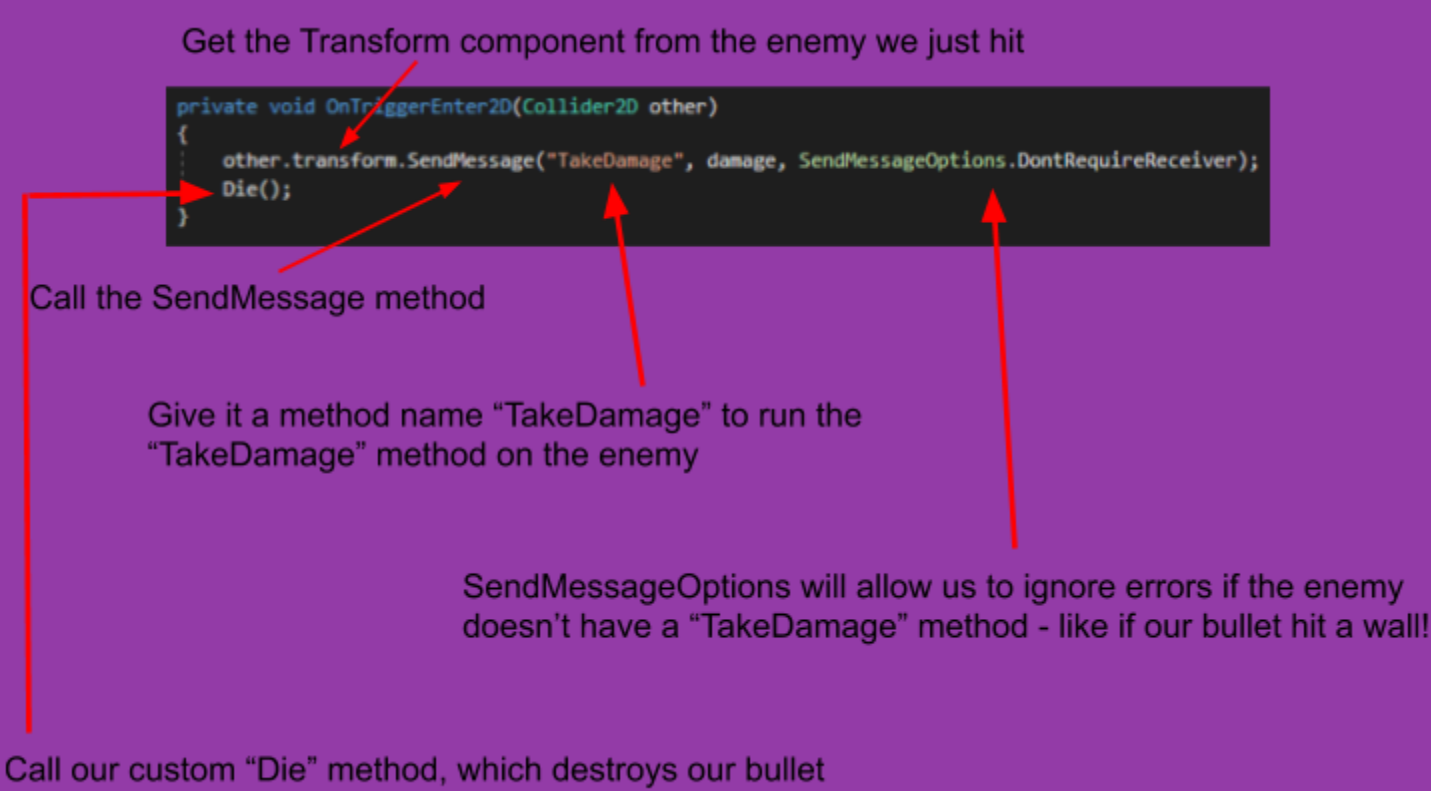 Get the Transform component from the enemy we just hit
private void OnTriggerEnter2D(Collider2D other)
{
other.transform.SendMessage("TakeDamage", damage, SendMessageOptions.DontRequireReceiver);
Die();
}
Call the SendMessage method
Give it a method name “TakeDamage” to run the
“TakeDamage” method on the enemy
SendMessageOptions will allow us to ignore errors if the enemy
doesn’t have a “TakeDamage” method - like if our bullet hit a wall!
Call our custom “Die” method, which destroys our bullet